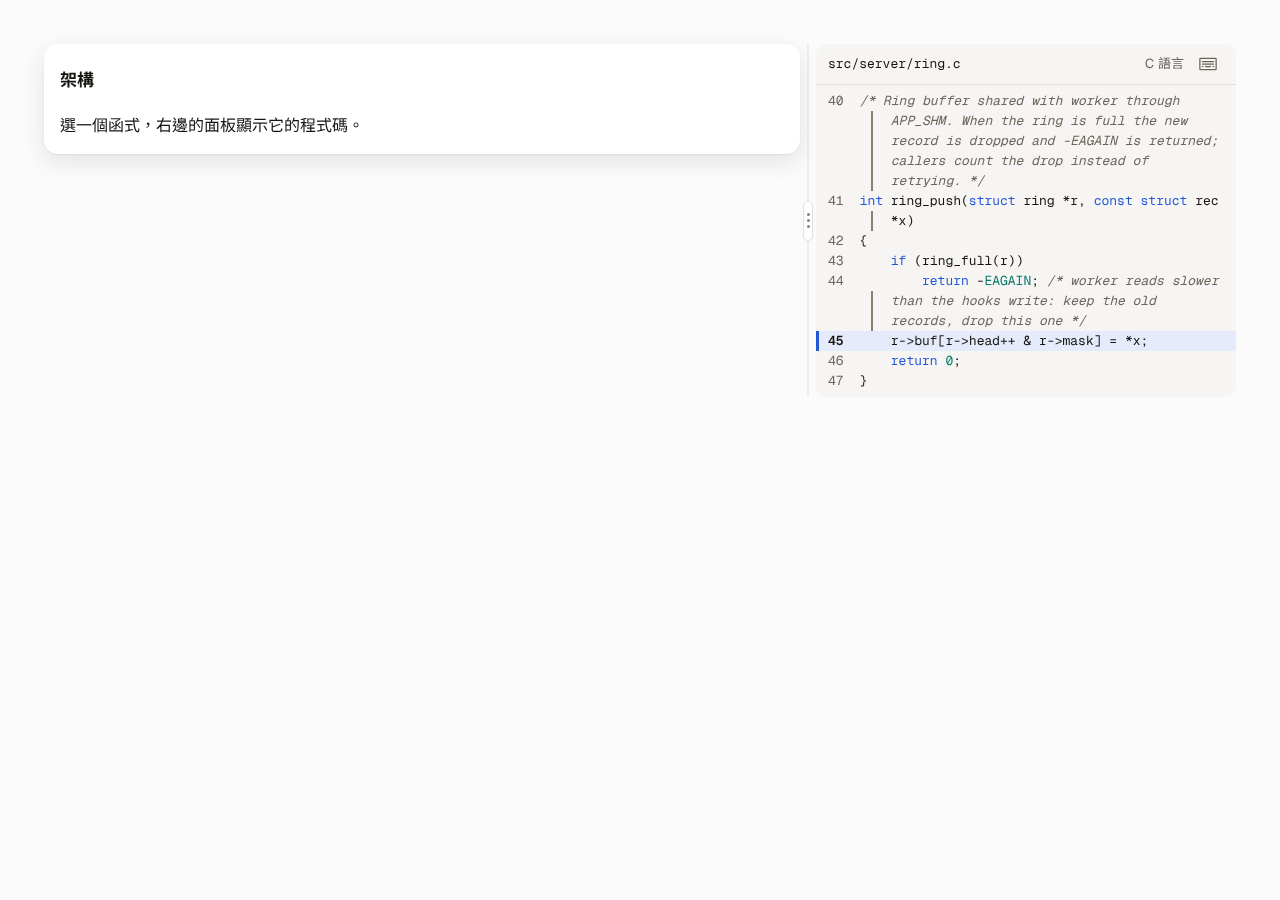 架構
選一個函式，右邊的面板顯示它的程式碼。
src/server/ring.c
C 語言
40 /* Ring buffer shared with worker through
APP_SHM. When the ring is full the new
record is dropped and -EAGAIN is returned;
callers count the drop instead of
retrying. */
41 int ring_push(struct ring *r, const struct rec
*x)
42 {
43 if (ring_full(r))
44 return -EAGAIN; /* worker reads slower
than the hooks write: keep the old
records, drop this one */
45 r->buf[r->head++ & r->mask] = *x;
46 return 0;
47 }